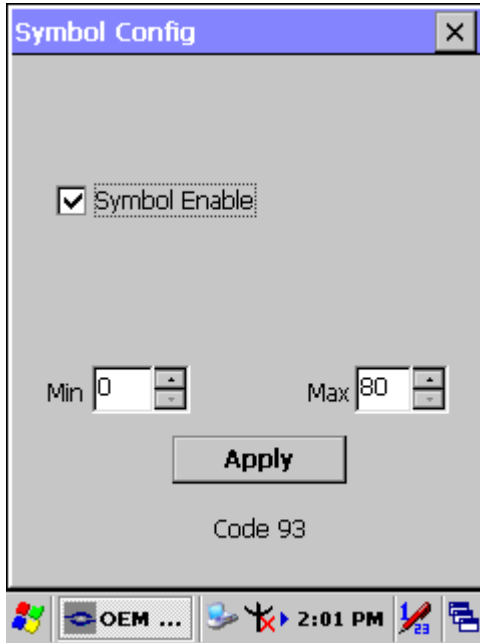 Symbol Config
Symbol Enable
Min 0 Max 80
Apply
Code 93
OEM ... 2:01 PM